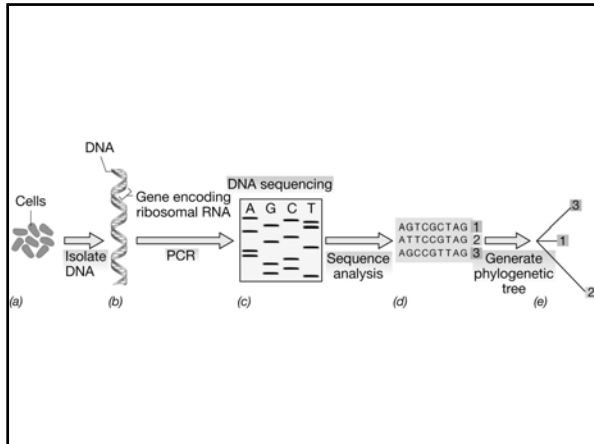 DNA
Cells
Gene encoding
ribosomal RNA
DNA sequencing
A G C T
Isolate
DNA
PCR
Sequence
analysis
AGTCGCTAG 1
ATTCCGTAG 2
AGCCGTTAG 3
Generate
phylogenetic
tree
3
1
2
(a)
(b)
(c)
(d)
(e)